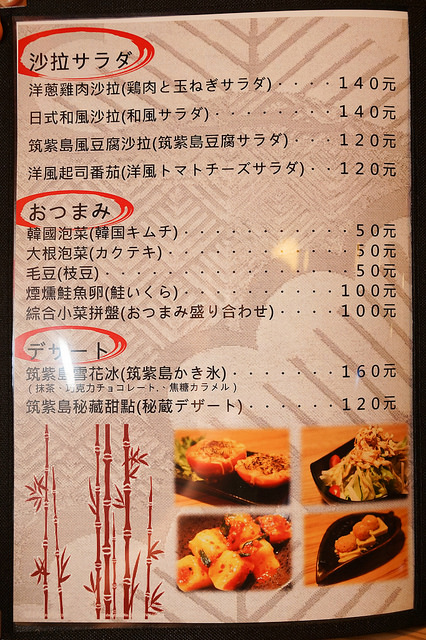 沙拉サラダ
洋蔥雞肉沙拉(鶏肉と玉ねぎサラダ)・・・・140元
日式和風沙拉(和風サラダ)・・・・・・・・140元
筑紫島風豆腐沙拉(筑紫島豆腐サラダ)・・・120元
洋風起司番茄(洋風トマトチーズサラダ)・・120元
おつまみ
韓國泡菜(韓国キムチ)・・・・・・・・・・・50元
大根泡菜(カクテキ)・・・・・・・・・・・・50元
毛豆(枝豆)・・・・・・・・・・・・・・・・50元
煙燻鮭魚卵(鮭いくら)・・・・・・・・・・100元
綜合小菜拼盤(おつまみ盛り合わせ)・・・・100元
デザート
筑紫島雪花冰(筑紫島かき氷)・・・・・・・160元
(抹茶、巧克力チョコレート、焦糖カラメル)
筑紫島秘藏甜點(秘蔵デザート)・・・・・・120元